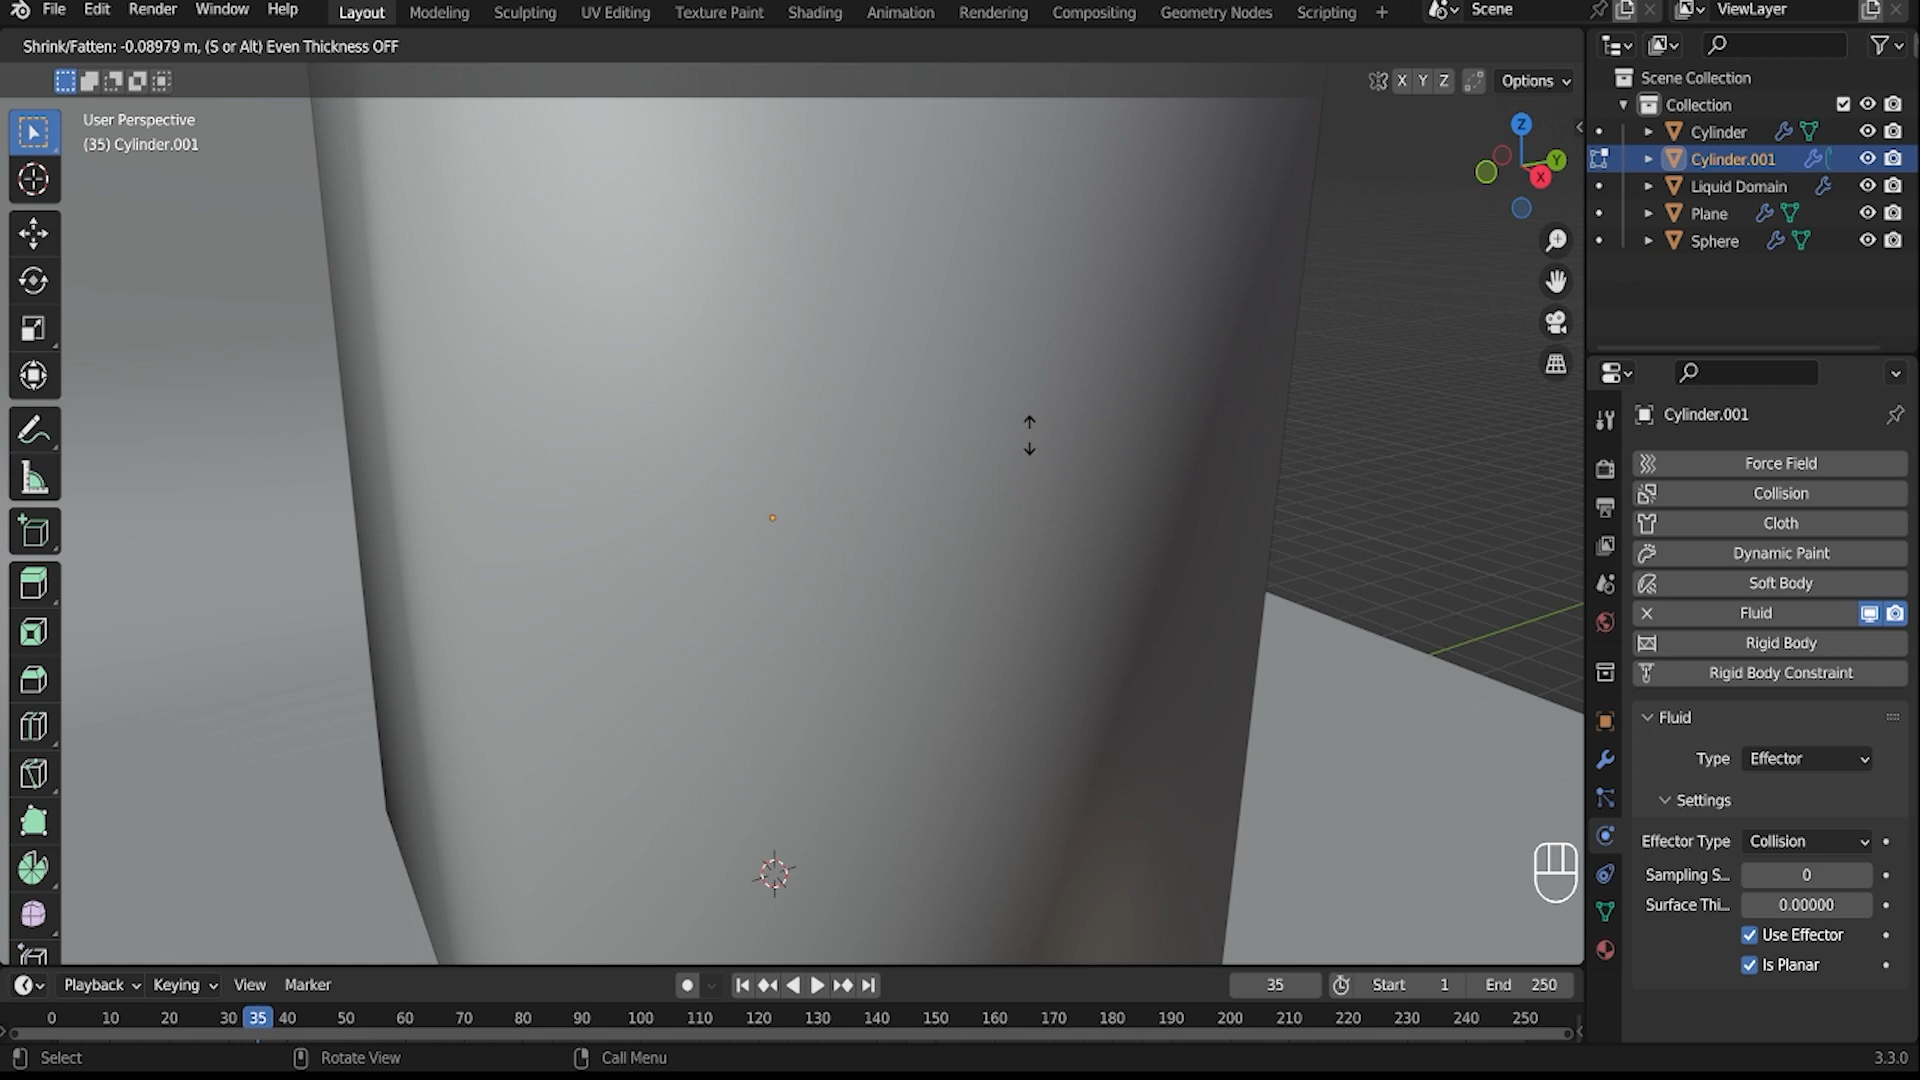 File Edit Render Window Help Layout Modeling Sculpting UV Editing Texture Paint Shading Animation Rendering Compositing Geometry Nodes Scripting + Scene ViewLayer
Shrink/Fatten: -0.08979 m, (S or Alt) Even Thickness OFF
X Y Z Options
User Perspective
(35) Cylinder.001
Z
Y
X
Scene Collection
Collection
Cylinder
Cylinder.001
Liquid Domain
Plane
Sphere
Cylinder.001
Force Field
Collision
Cloth
Dynamic Paint
Soft Body
Fluid
Rigid Body
Rigid Body Constraint
Fluid
Type Effector
Settings
Effector Type Collision
Sampling S... 0
Surface Thi... 0.00000
Use Effector
Is Planar
Playback Keying View Marker 35 Start 1 End 250
0 10 20 30 35 40 50 60 70 80 90 100 110 120 130 140 150 160 170 180 190 200 210 220 230 240 250
Select Rotate View Call Menu 3.3.0